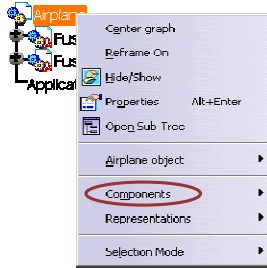 Airplane
Center graph
Reframe On
Fus
Hide/Show
Fus
Properties Alt+Enter
Applicat
Open Sub Tree
Airplane object
Components
Representations
Selection Mode